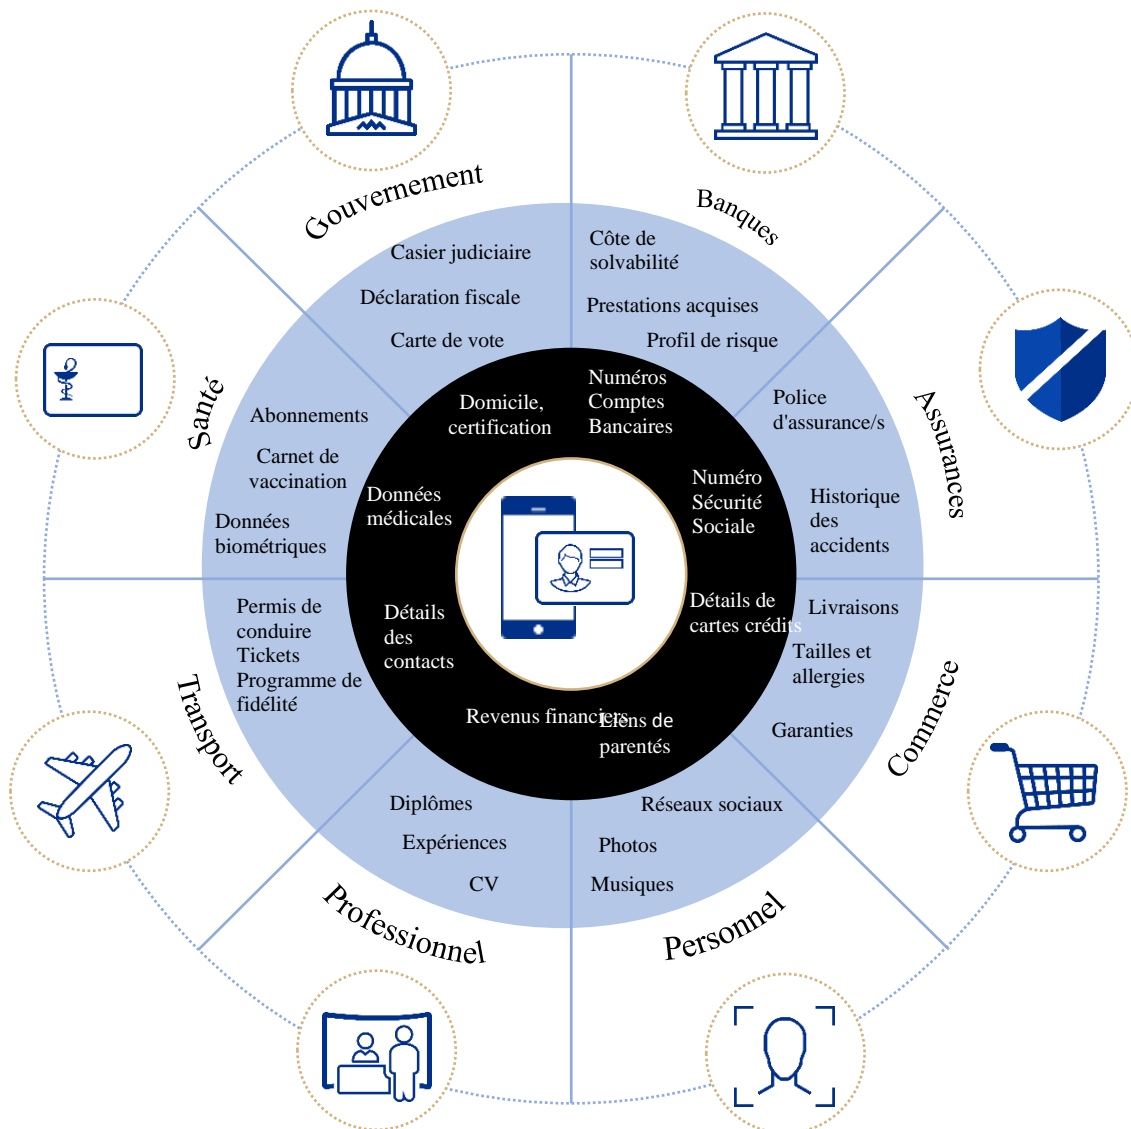 Gouvernement
Banques
Assurances
Commerce
Personnel
Professionnel
Transport
Santé
Casier judiciaire
Déclaration fiscale
Carte de vote
Côte de
solvabilité
Prestations acquises
Profil de risque
Police
d'assurance/s
Historique
des
accidents
Livraisons
Tailles et
allergies
Garanties
Réseaux sociaux
Photos
Musiques
Diplômes
Expériences
CV
Permis de
conduire
Tickets
Programme de
fidélité
Abonnements
Carnet de
vaccination
Données
biométriques
Domicile,
certification
Numéros
Comptes
Bancaires
Numéro
Sécurité
Sociale
Détails de
cartes crédits
Liens de
parentés
Revenus financiers
Détails
des
contacts
Données
médicales